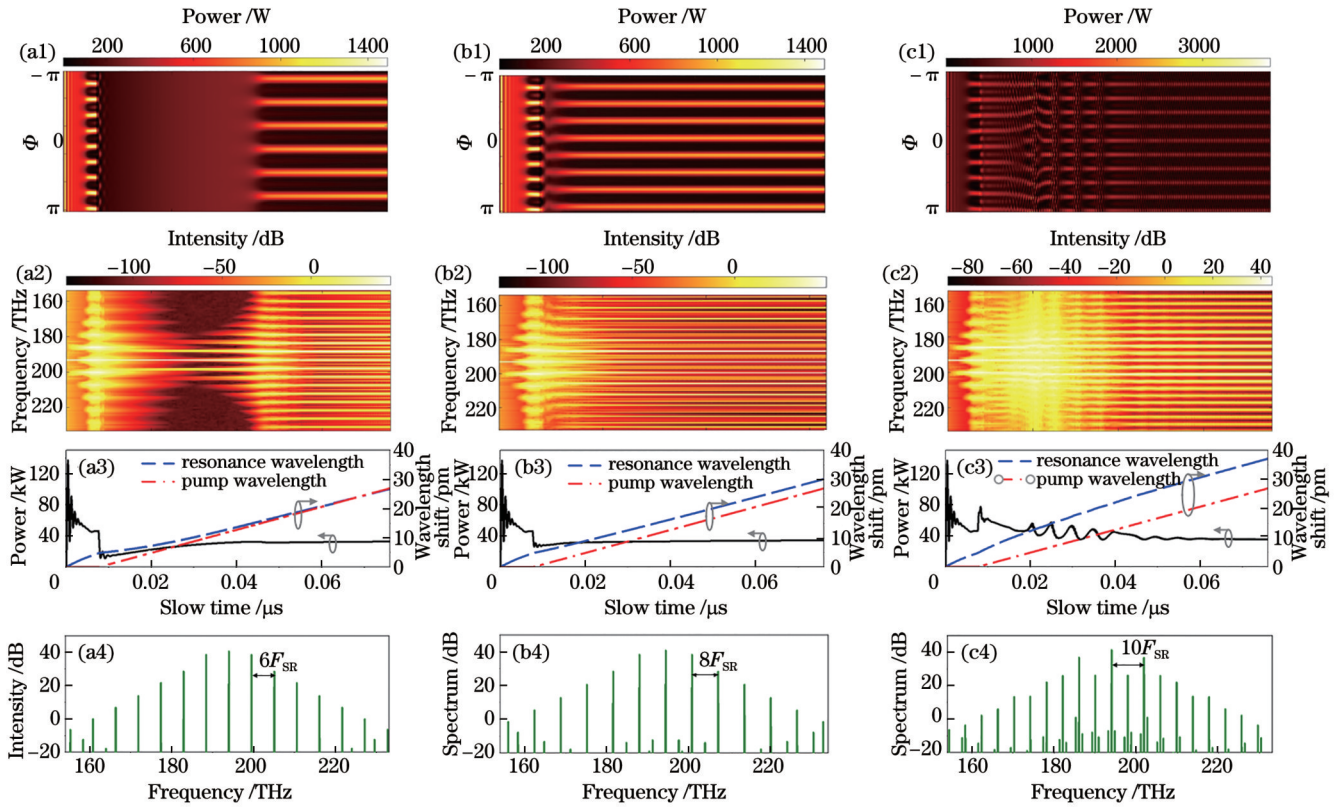 Power /W
200 600 1000 1400
(a1)
−π
0
π
Φ
Power /W
200 600 1000 1400
(b1)
−π
0
π
Φ
Power /W
1000 2000 3000
(c1)
−π
0
π
Φ
Intensity /dB
−100 −50 0
(a2)
160
180
200
220
Frequency /THz
Intensity /dB
−100 −50 0
(b2)
160
180
200
220
Frequency /THz
Intensity /dB
−80 −60 −40 −20 0 20 40
(c2)
160
180
200
220
Frequency /THz
(a3)
resonance wavelength
pump wavelength
120
80
40
Power /kW
40
30
20
10
0
Wavelength
shift /pm
0 0.02 0.04 0.06
Slow time /μs
(b3)
resonance wavelength
pump wavelength
120
80
40
Power /kW
40
30
20
10
0
Wavelength
shift /pm
0 0.02 0.04 0.06
Slow time /μs
(c3)
resonance wavelength
pump wavelength
120
80
40
Power /kW
40
30
20
10
0
Wavelength
shift /pm
0 0.02 0.04 0.06
Slow time /μs
(a4)
6FSR
40
20
0
−20
Intensity /dB
160 180 200 220
Frequency /THz
(b4)
8FSR
40
20
0
−20
Spectrum /dB
160 180 200 220
Frequency /THz
(c4)
10FSR
40
20
0
−20
Spectrum /dB
160 180 200 220
Frequency /THz